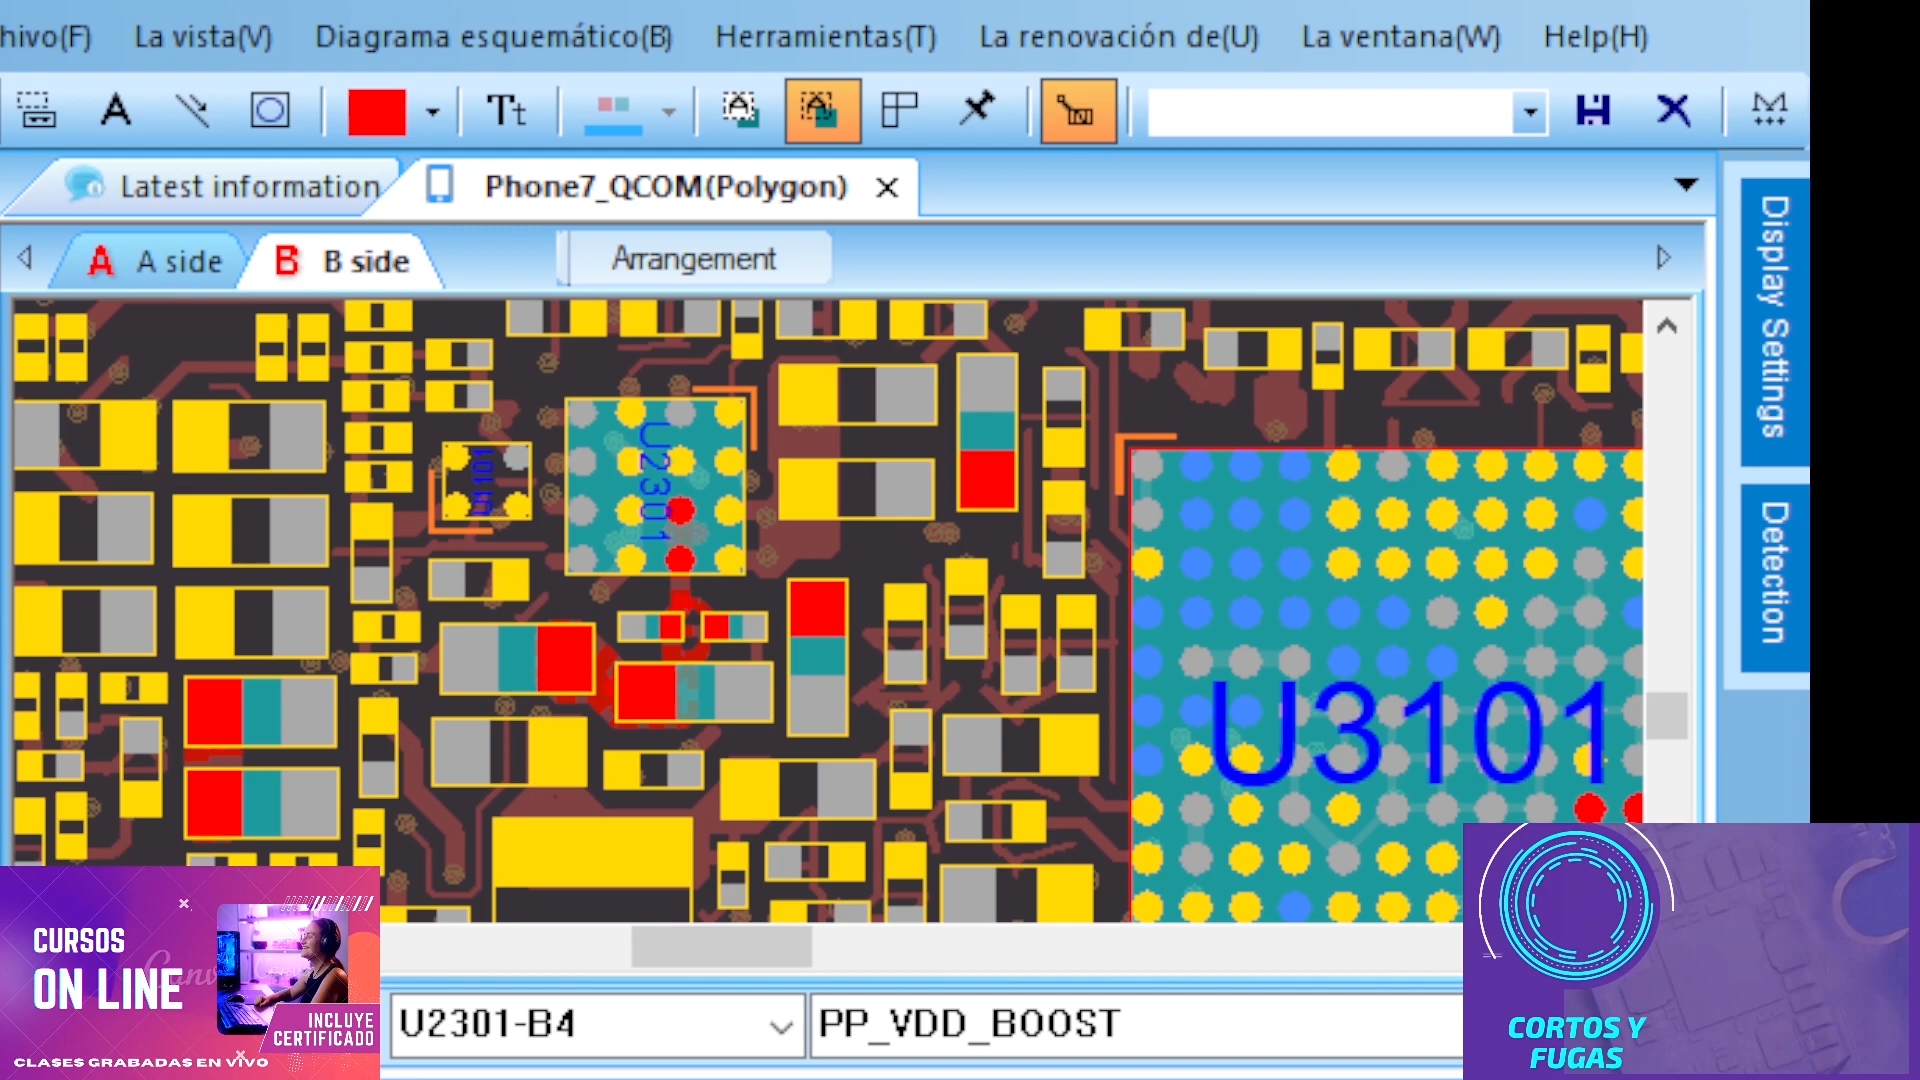 hivo(F) La vista(V) Diagrama esquemático(B) Herramientas(T) La renovación de(U) La ventana(W) Help(H)
A Tt
Latest information Phone7_QCOM(Polygon)
A A side B B side Arrangement
Display Settings
Detection
U2301
U3101
CURSOS
ON LINE
INCLUYE
CERTIFICADO
CLASES GRABADAS EN VIVO
U2301-B4 PP_VDD_BOOST
CORTOS Y
FUGAS